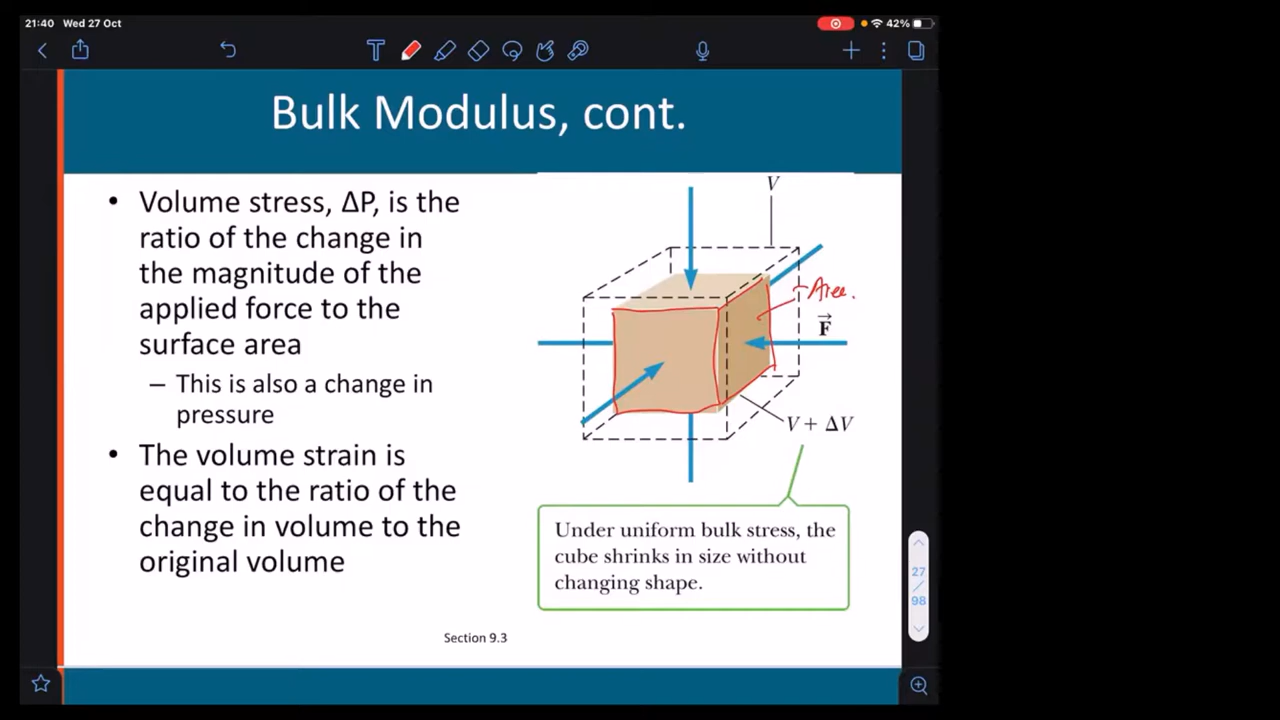 21:40 Wed 27 Oct
42%
Bulk Modulus, cont.
• Volume stress, ΔP, is the
ratio of the change in
the magnitude of the
applied force to the
surface area
– This is also a change in
pressure
• The volume strain is
equal to the ratio of the
change in volume to the
original volume
V
Area.
F
V + ΔV
Under uniform bulk stress, the
cube shrinks in size without
changing shape.
Section 9.3
27
/
98